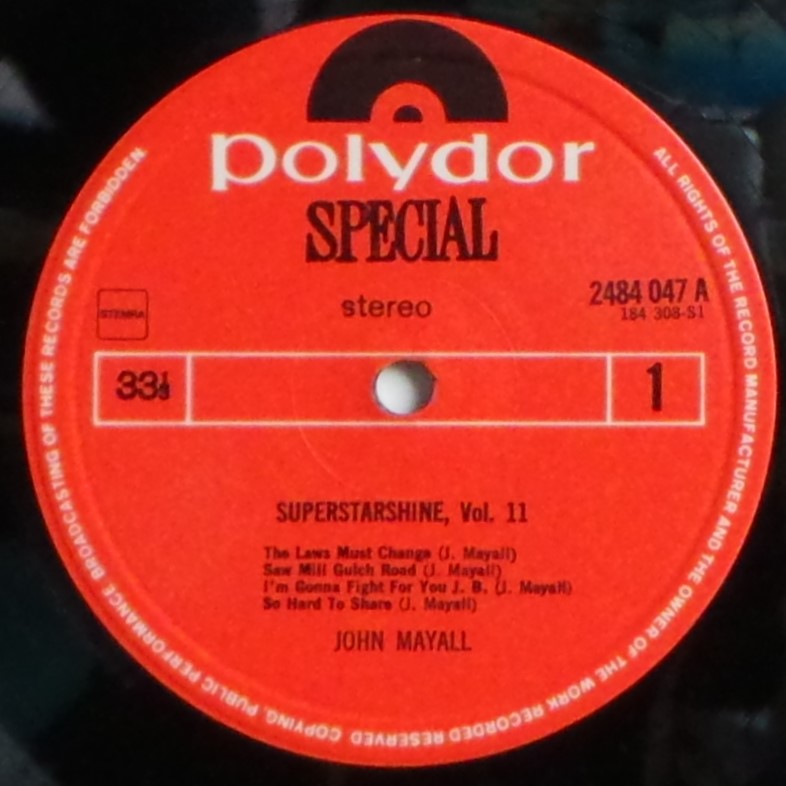 polydor
SPECIAL
stereo
STEMRA
2484 047 A
184 308-S1
33⅓
1
SUPERSTARSHINE, Vol. 11
The Laws Must Change (J. Mayall)
Saw Mill Gulch Road (J. Mayall)
I'm Gonna Fight For You J. B. (J. Mayall)
So Hard To Share (J. Mayall)
JOHN MAYALL
ALL RIGHTS OF THE RECORD MANUFACTURER AND THE OWNER OF THE WORK RECORDED RESERVED COPYING, PUBLIC PERFORMANCE BROADCASTING OF THESE RECORDS ARE FORBIDDEN